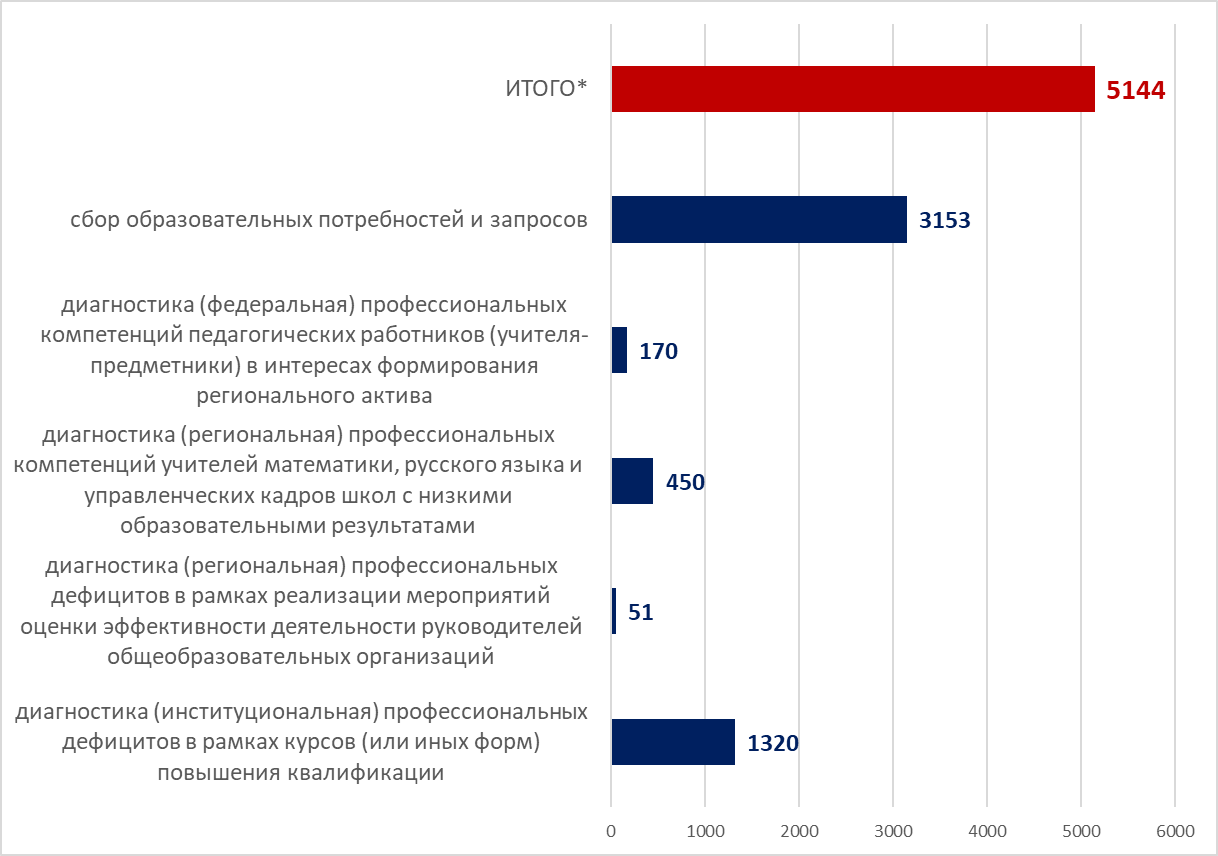 ИТОГО*
5144
сбор образовательных потребностей и запросов
3153
диагностика (федеральная) профессиональных
компетенций педагогических работников (учителя-
предметники) в интересах формирования
регионального актива
170
диагностика (региональная) профессиональных
компетенций учителей математики, русского языка и
управленческих кадров школ с низкими
образовательными результатами
450
диагностика (региональная) профессиональных
дефицитов в рамках реализации мероприятий
оценки эффективности деятельности руководителей
общеобразовательных организаций
51
диагностика (институциональная) профессиональных
дефицитов в рамках курсов (или иных форм)
повышения квалификации
1320
0 1000 2000 3000 4000 5000 6000